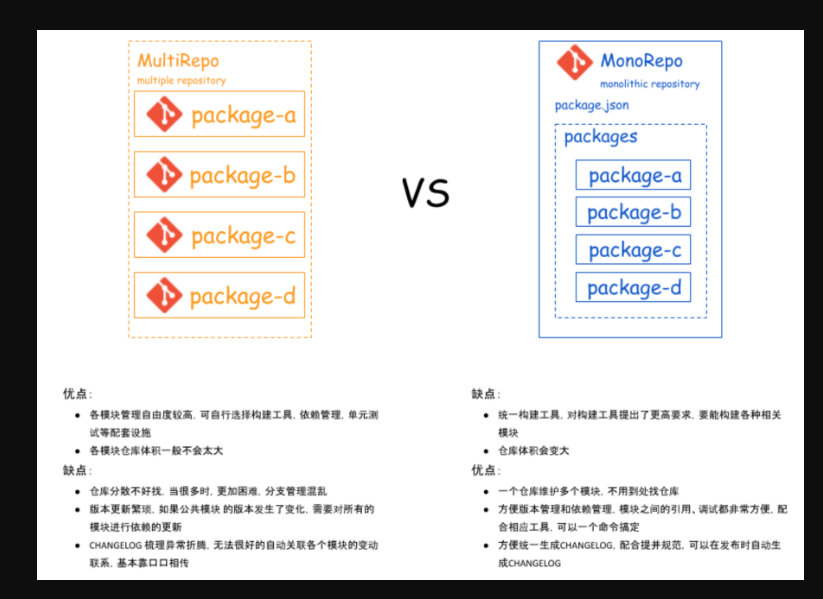 MultiRepo
multiple repository
package-a
package-b
package-c
package-d
VS
MonoRepo
monolithic repository
package.json
packages
package-a
package-b
package-c
package-d
优点:
各模块管理自由度较高, 可自行选择构建工具, 依赖管理, 单元测
试等配套设施
各模块仓库体积一般不会太大
缺点:
仓库分散不好找, 当很多时, 更加困难, 分支管理混乱
版本更新繁琐, 如果公共模块 的版本发生了变化, 需要对所有的
模块进行依赖的更新
CHANGELOG 梳理异常折腾, 无法很好的自动关联各个模块的变动
联系, 基本靠口口相传
缺点:
统一构建工具, 对构建工具提出了更高要求, 要能构建各种相关
模块
仓库体积会变大
优点:
一个仓库维护多个模块, 不用到处找仓库
方便版本管理和依赖管理, 模块之间的引用、调试都非常方便, 配
合相应工具, 可以一个命令搞定
方便统一生成CHANGELOG, 配合提并规范, 可以在发布时自动生
成CHANGELOG